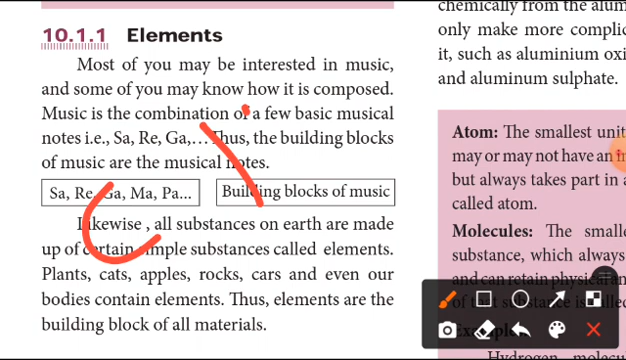 10.1.1 Elements
Most of you may be interested in music,
and some of you may know how it is composed.
Music is the combination of a few basic musical
notes i.e., Sa, Re, Ga,... Thus, the building blocks
of music are the musical notes.
Sa, Re, Ga, Ma, Pa...
Building blocks of music
Likewise , all substances on earth are made
up of certain simple substances called elements.
Plants, cats, apples, rocks, cars and even our
bodies contain elements. Thus, elements are the
building block of all materials.
chemically from the alum
only make more complic
it, such as aluminium oxi
and aluminum sulphate.
Atom: The smallest unit
may or may not have an in
but always takes part in a
called atom.
Molecules: The smalle
substance, which always
and can retain physical an
of that substance is called
Hydrogen molecu